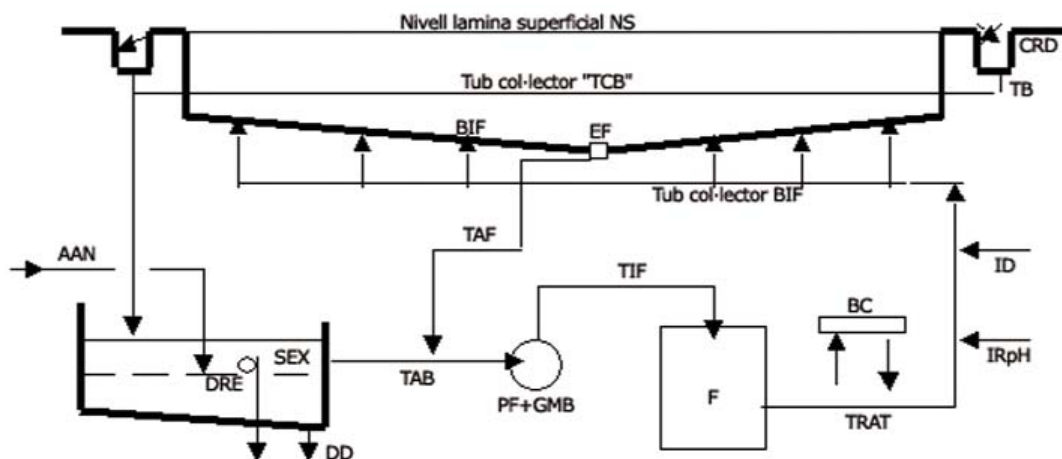 Nivell lamina superficial NS
CRD
Tub col·lector "TCB"
TB
BIF
EF
Tub col·lector BIF
TAF
AAN
TIF
ID
BC
SEX
IRpH
DRE
TAB
F
PF+GMB
TRAT
DD